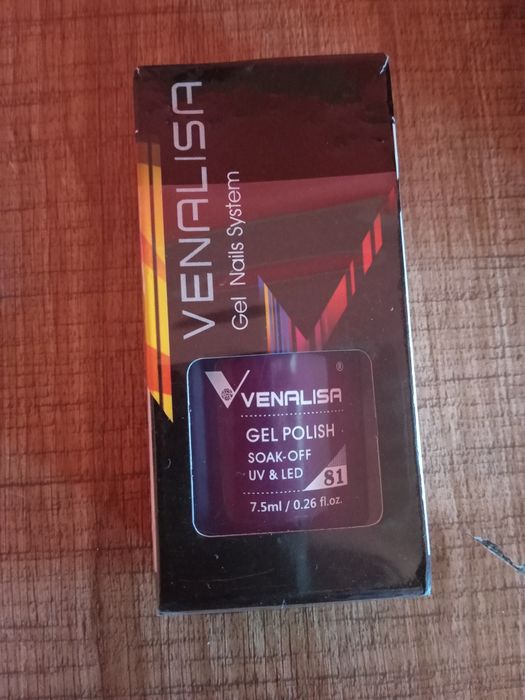 VENALISA
Gel Nails System
VENALISA ®
GEL POLISH
SOAK-OFF
UV & LED
81
7.5ml / 0.26 fl.oz.